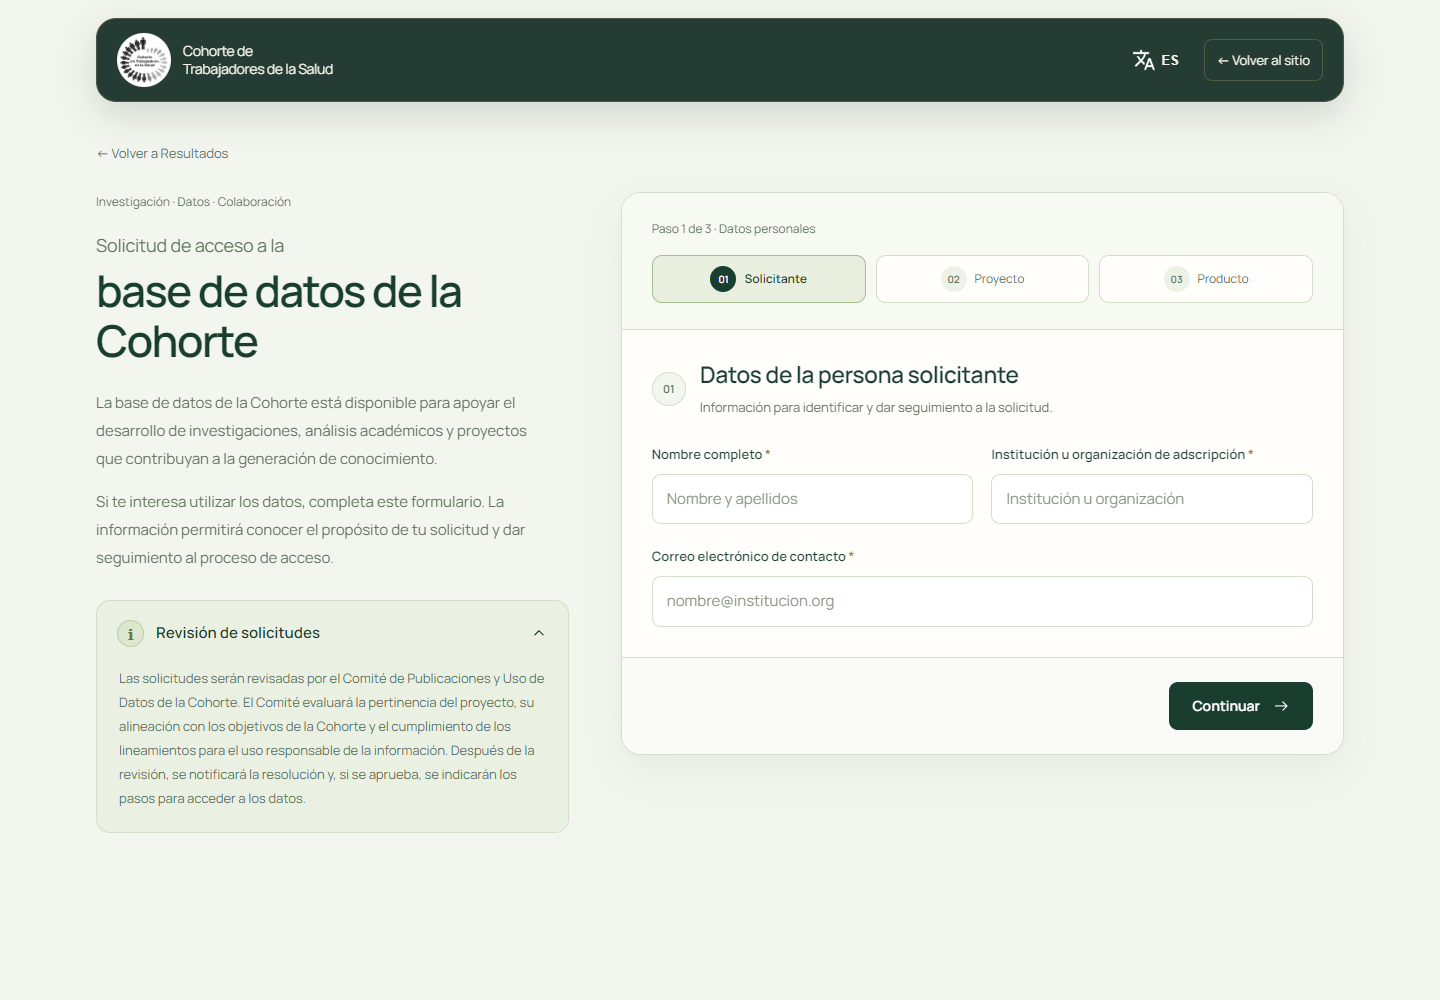 Cohorte de
Trabajadores de la Salud
ES
← Volver al sitio
← Volver a Resultados
Investigación · Datos · Colaboración
Solicitud de acceso a la
base de datos de la
Cohorte
La base de datos de la Cohorte está disponible para apoyar el
desarrollo de investigaciones, análisis académicos y proyectos
que contribuyan a la generación de conocimiento.
Si te interesa utilizar los datos, completa este formulario. La
información permitirá conocer el propósito de tu solicitud y dar
seguimiento al proceso de acceso.
i Revisión de solicitudes
Las solicitudes serán revisadas por el Comité de Publicaciones y Uso de
Datos de la Cohorte. El Comité evaluará la pertinencia del proyecto, su
alineación con los objetivos de la Cohorte y el cumplimiento de los
lineamientos para el uso responsable de la información. Después de la
revisión, se notificará la resolución y, si se aprueba, se indicarán los
pasos para acceder a los datos.
Paso 1 de 3 · Datos personales
01 Solicitante
02 Proyecto
03 Producto
01
Datos de la persona solicitante
Información para identificar y dar seguimiento a la solicitud.
Nombre completo *
Nombre y apellidos
Institución u organización de adscripción *
Institución u organización
Correo electrónico de contacto *
nombre@institucion.org
Continuar →